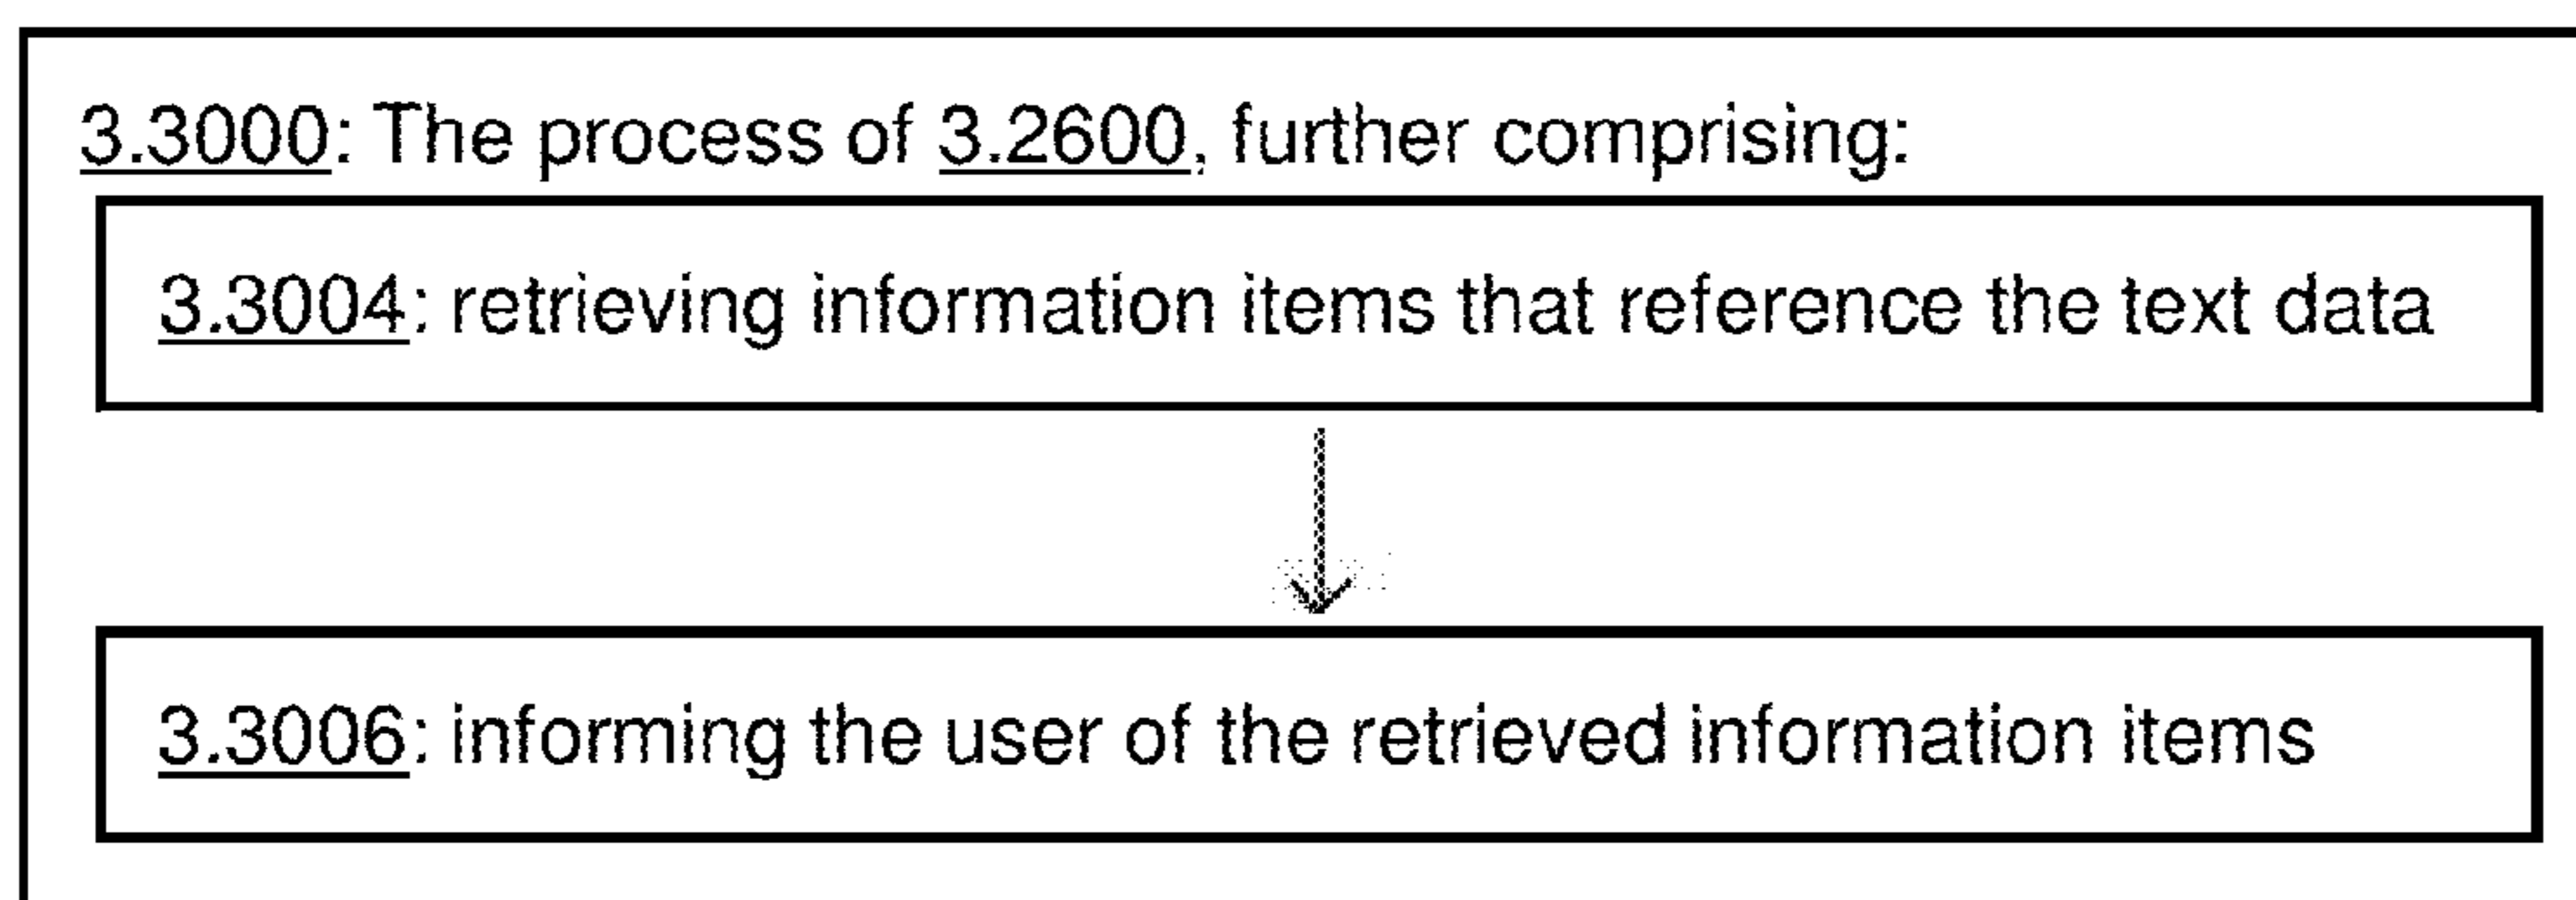 3.3000: The process of 3.2600, further comprising:
3.3004: retrieving information items that reference the text data
3.3006: informing the user of the retrieved information items